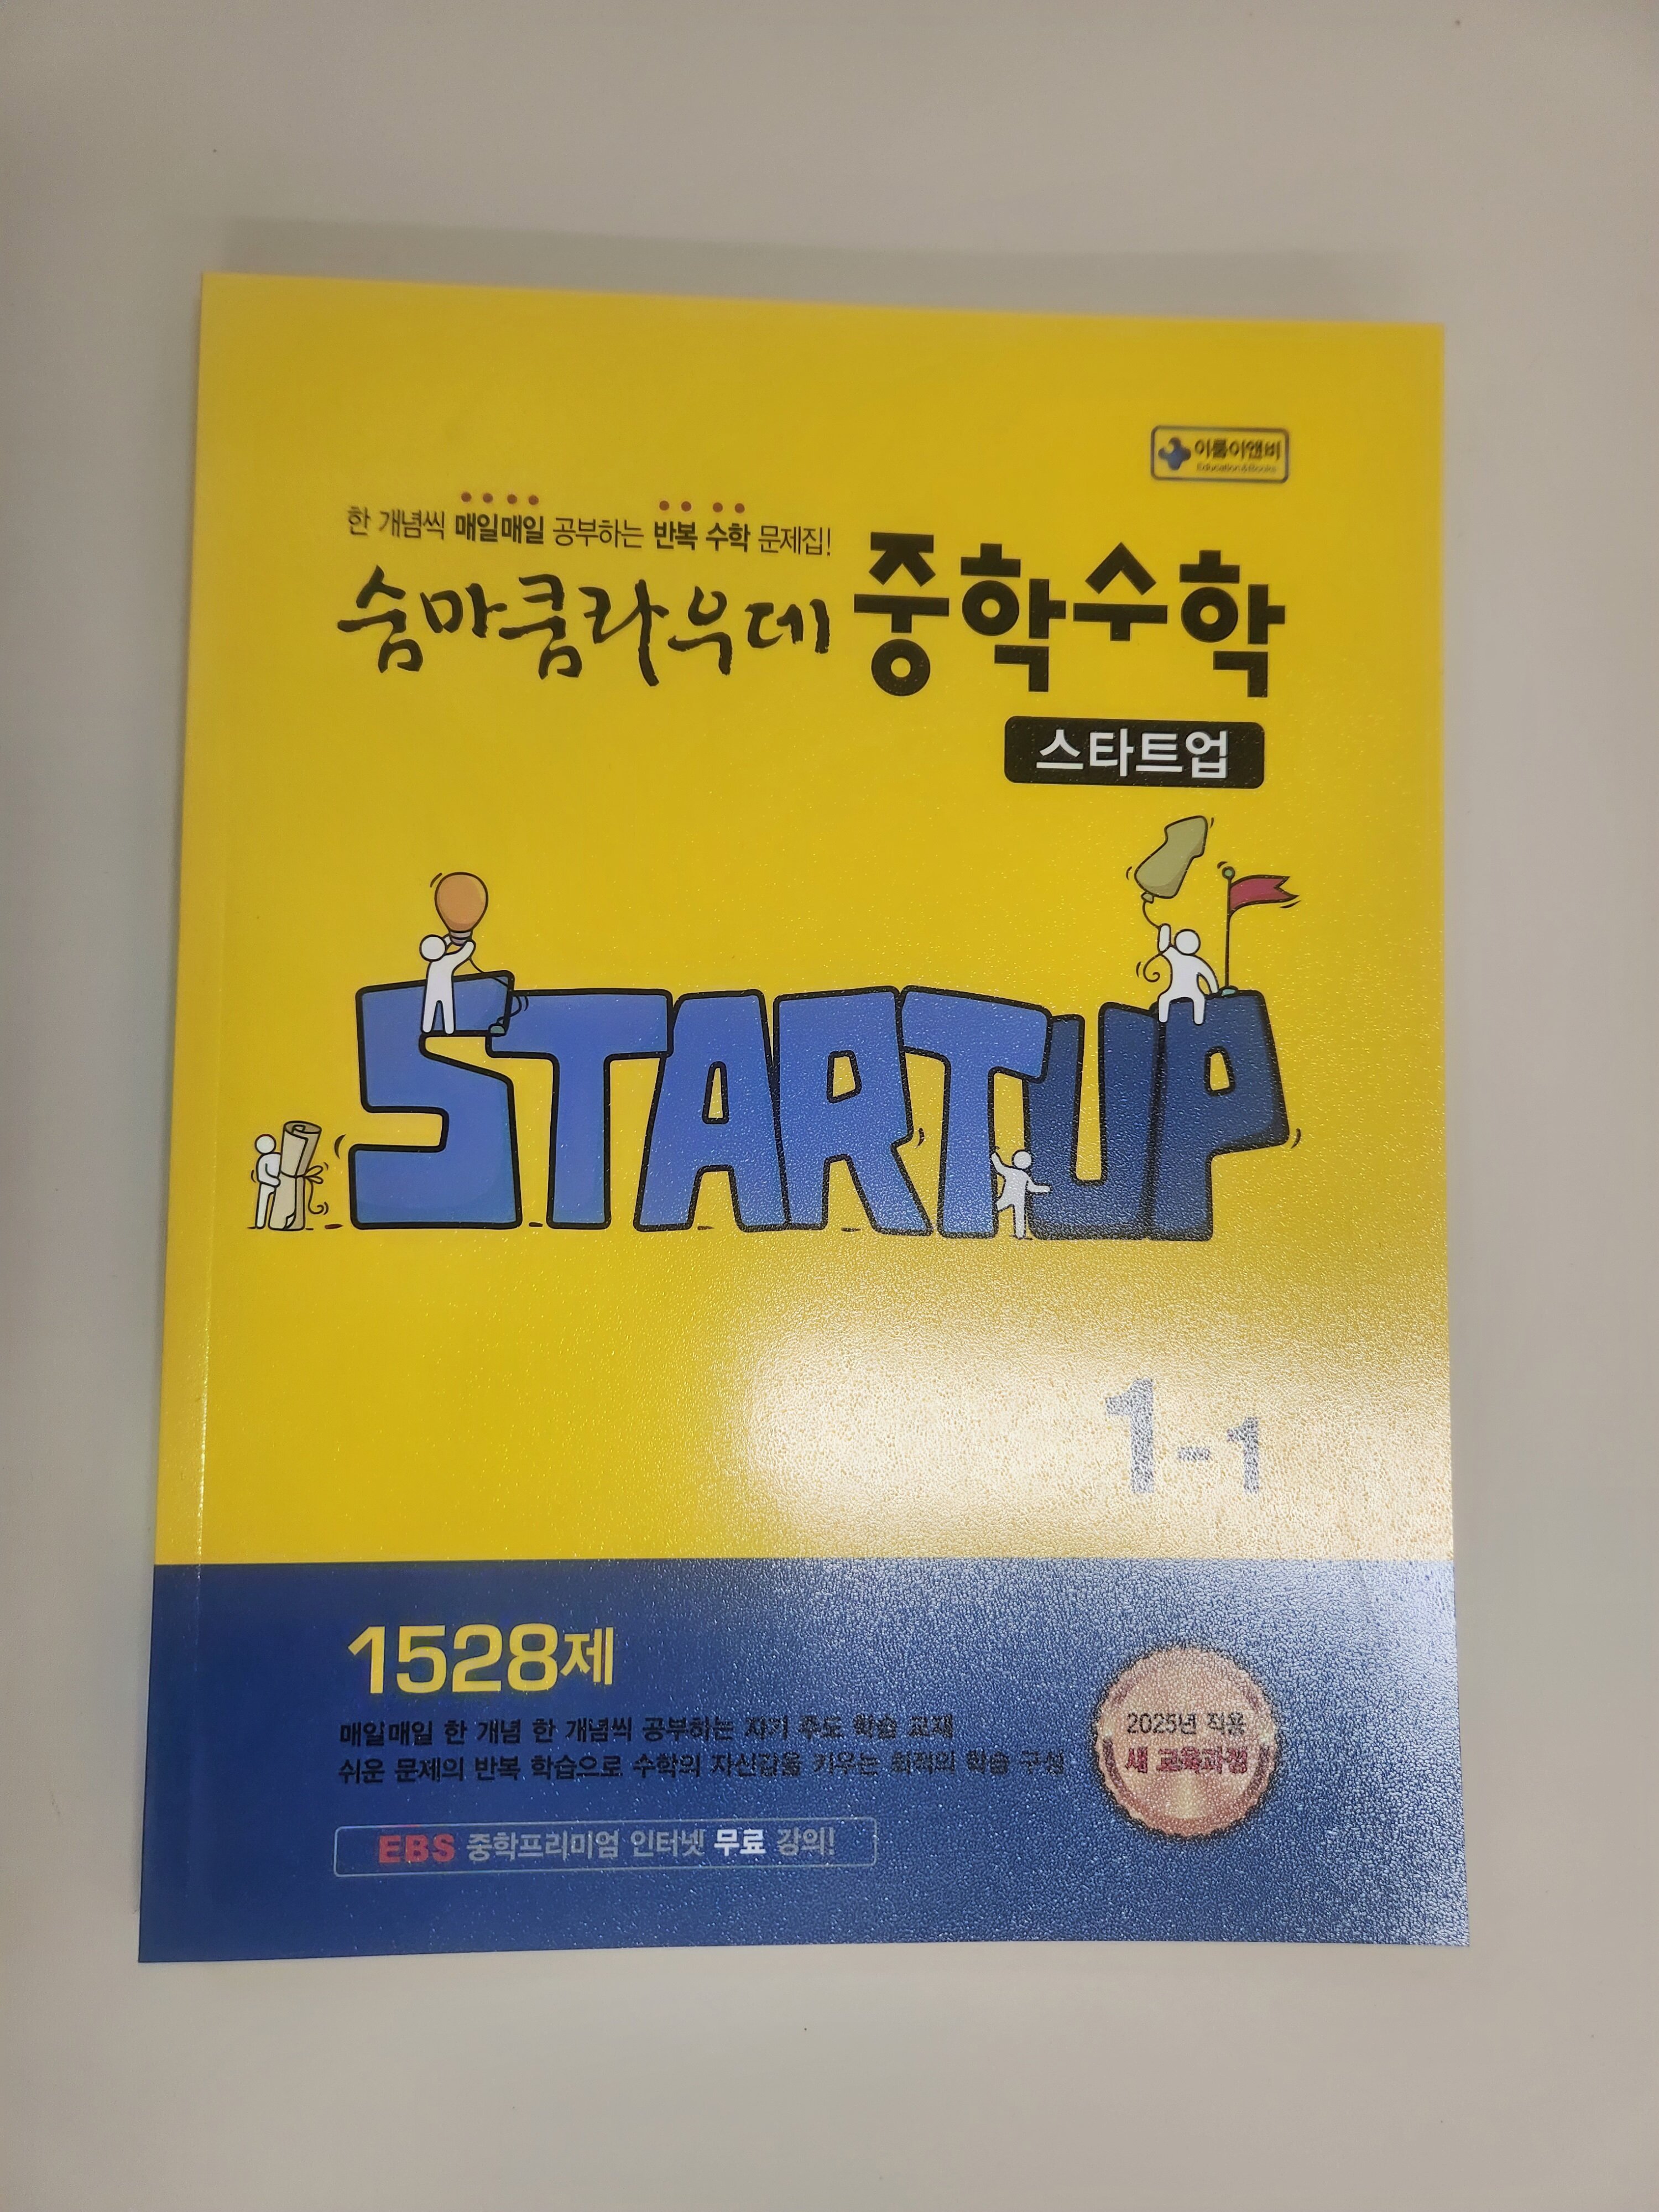 이룸이앤비
Education&Books
한 개념씩 매일매일 공부하는 반복 수학 문제집!
숨마쿰라우데 중학수학
스타트업
STARTUP
1-1
1528제
매일매일 한 개념 한 개념씩 공부하는 자기 주도 학습 교재
쉬운 문제의 반복 학습으로 수학의 자신감을 키우는 최적의 학습 구성
2025년 적용
새 교육과정
EBS 중학프리미엄 인터넷 무료 강의!